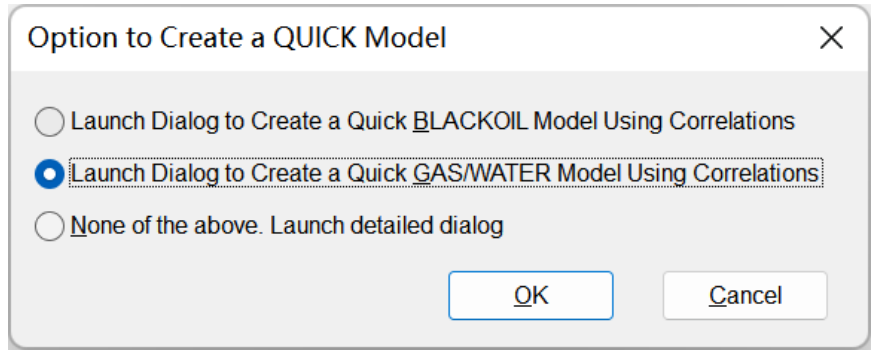 Option to Create a QUICK Model
Launch Dialog to Create a Quick BLACKOIL Model Using Correlations
Launch Dialog to Create a Quick GAS/WATER Model Using Correlations
None of the above. Launch detailed dialog
OK Cancel